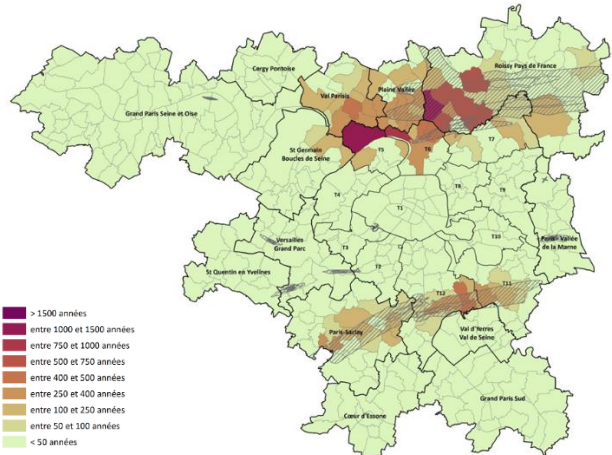 Cergy Pontoise
Roissy Pays de France
Plaine Vallée
Val Parisis
Grand Paris Seine et Oise
St Germain
Boucles de Seine
T5
T6
T7
T4
T8
T9
T1
Versailles
Grand Parc
T3
T2
T10
Vallée
de la Marne
St Quentin en Yvelines
T12
T11
Paris-Saclay
Val d'Yerres
Val de Seine
Cœur d'Essone
Grand Paris Sud
> 1500 années
entre 1000 et 1500 années
entre 750 et 1000 années
entre 500 et 750 années
entre 400 et 500 années
entre 250 et 400 années
entre 100 et 250 années
entre 50 et 100 années
< 50 années